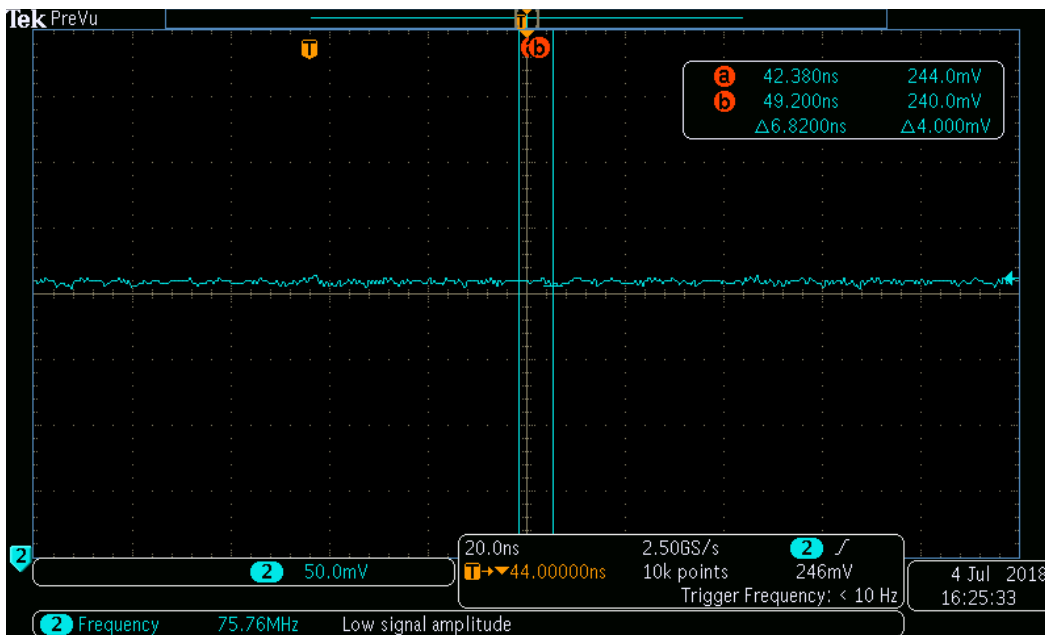 Tek PreVu
T
T b
a 42.380ns 244.0mV
b 49.200ns 240.0mV
△6.8200ns △4.000mV
2
2 50.0mV
20.0ns 2.50GS/s 2
T→▼44.00000ns 10k points 246mV
Trigger Frequency: < 10 Hz
4 Jul 2018
16:25:33
2 Frequency 75.76MHz Low signal amplitude